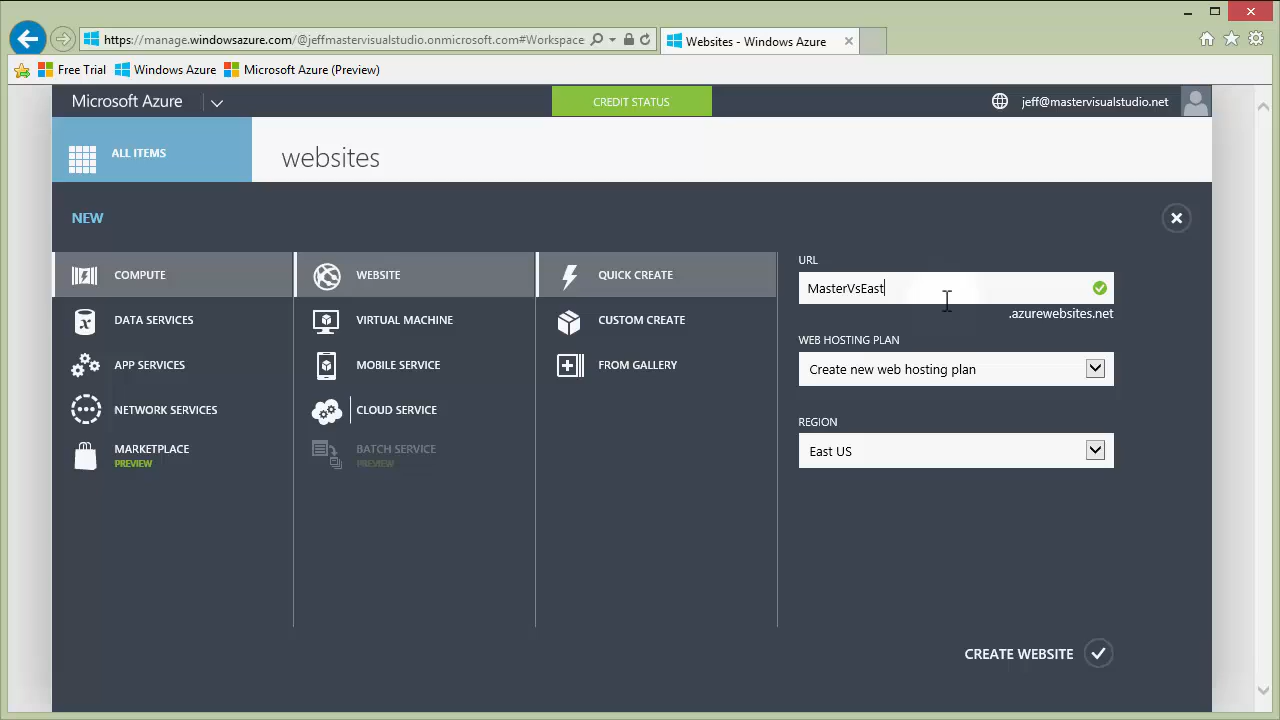 https://manage.windowsazure.com/@jeffmastervisualstudio.onmicrosoft.com#Workspace
Websites - Windows Azure
Free Trial
Windows Azure
Microsoft Azure (Preview)
Microsoft Azure
CREDIT STATUS
jeff@mastervisualstudio.net
ALL ITEMS
websites
NEW
COMPUTE
DATA SERVICES
APP SERVICES
NETWORK SERVICES
MARKETPLACE
PREVIEW
WEBSITE
VIRTUAL MACHINE
MOBILE SERVICE
CLOUD SERVICE
BATCH SERVICE
PREVIEW
QUICK CREATE
CUSTOM CREATE
FROM GALLERY
URL
MasterVsEast
.azurewebsites.net
WEB HOSTING PLAN
Create new web hosting plan
REGION
East US
CREATE WEBSITE